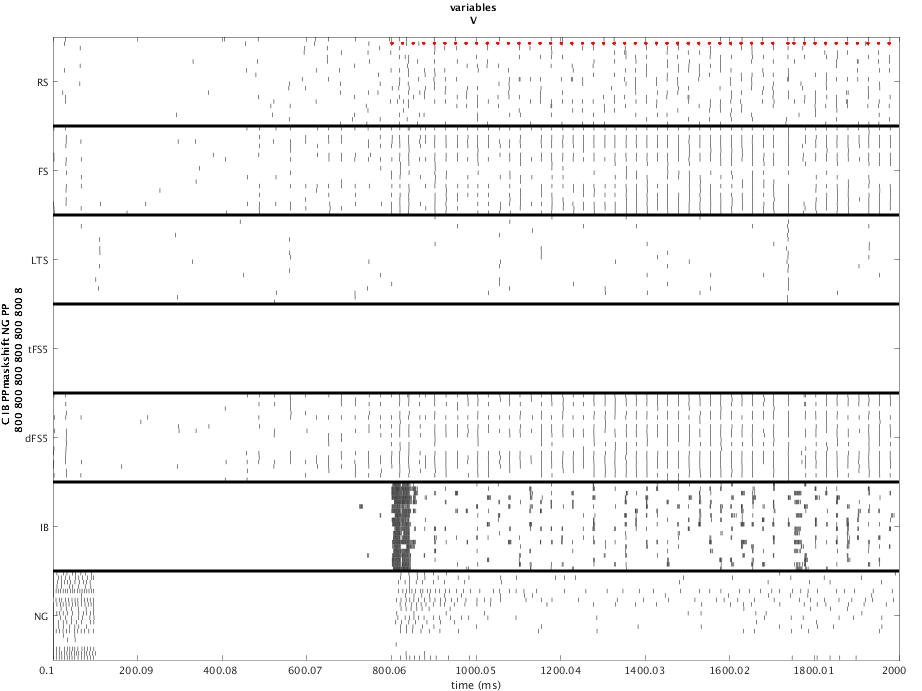 variables
V
RS
FS
LTS
tFS5
dFS5
IB
NG
C IB PPmaskshift NG PP
800 800 800 800 800 800 8
0.1 200.09 400.08 600.07 800.06 1000.05 1200.04 1400.03 1600.02 1800.01 2000
time (ms)